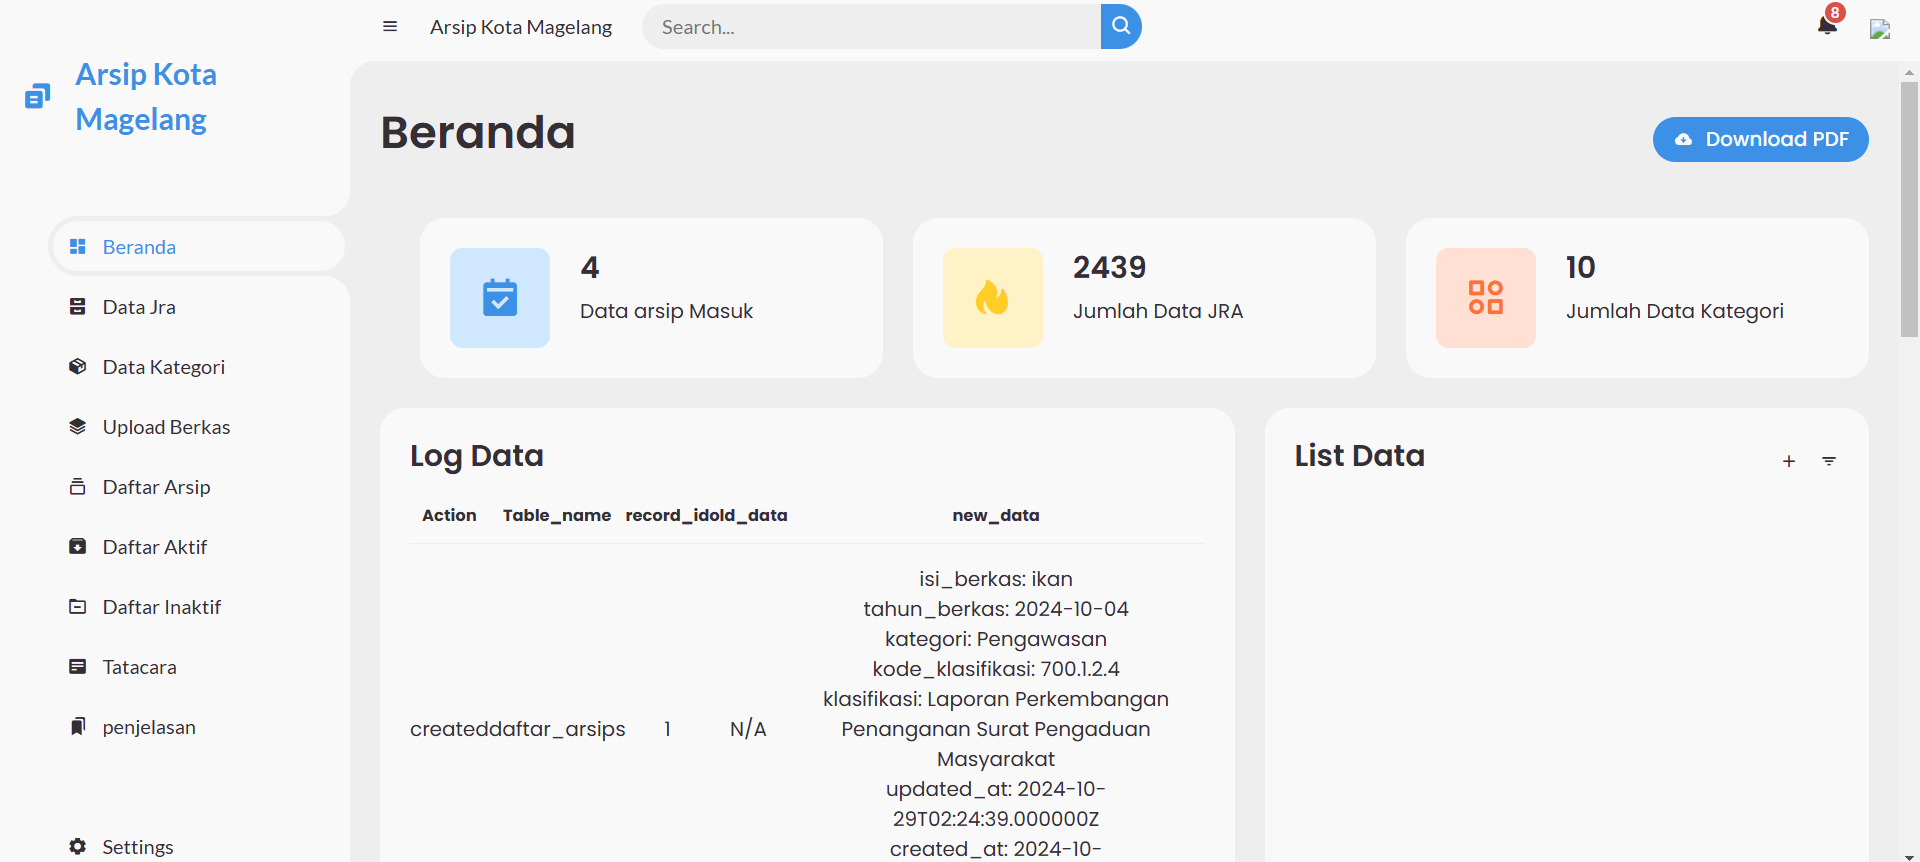 Arsip Kota Magelang
Search...
8
Arsip Kota
Magelang
Beranda
Data Jra
Data Kategori
Upload Berkas
Daftar Arsip
Daftar Aktif
Daftar Inaktif
Tatacara
penjelasan
Settings
Beranda
Download PDF
4
Data arsip Masuk
2439
Jumlah Data JRA
10
Jumlah Data Kategori
Log Data
Action Table_name record_id old_data new_data
created daftar_arsips 1 N/A
isi_berkas: ikan
tahun_berkas: 2024-10-04
kategori: Pengawasan
kode_klasifikasi: 700.1.2.4
klasifikasi: Laporan Perkembangan
Penanganan Surat Pengaduan
Masyarakat
updated_at: 2024-10-
29T02:24:39.000000Z
created_at: 2024-10-
List Data